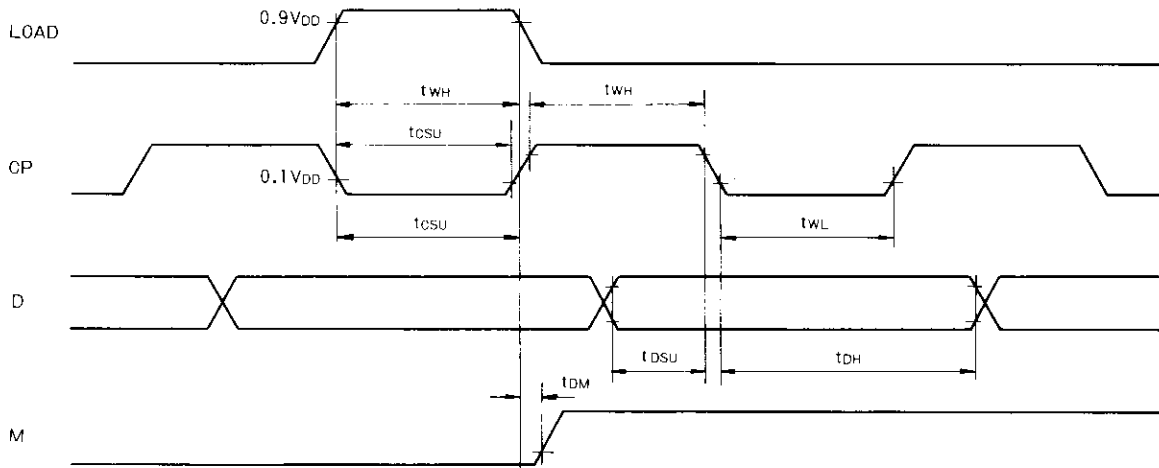 LOAD
0.9VDD
tWH
tWH
tCSU
CP
0.1VDD
tCSU
tWL
D
tDSU
tDH
tDM
M